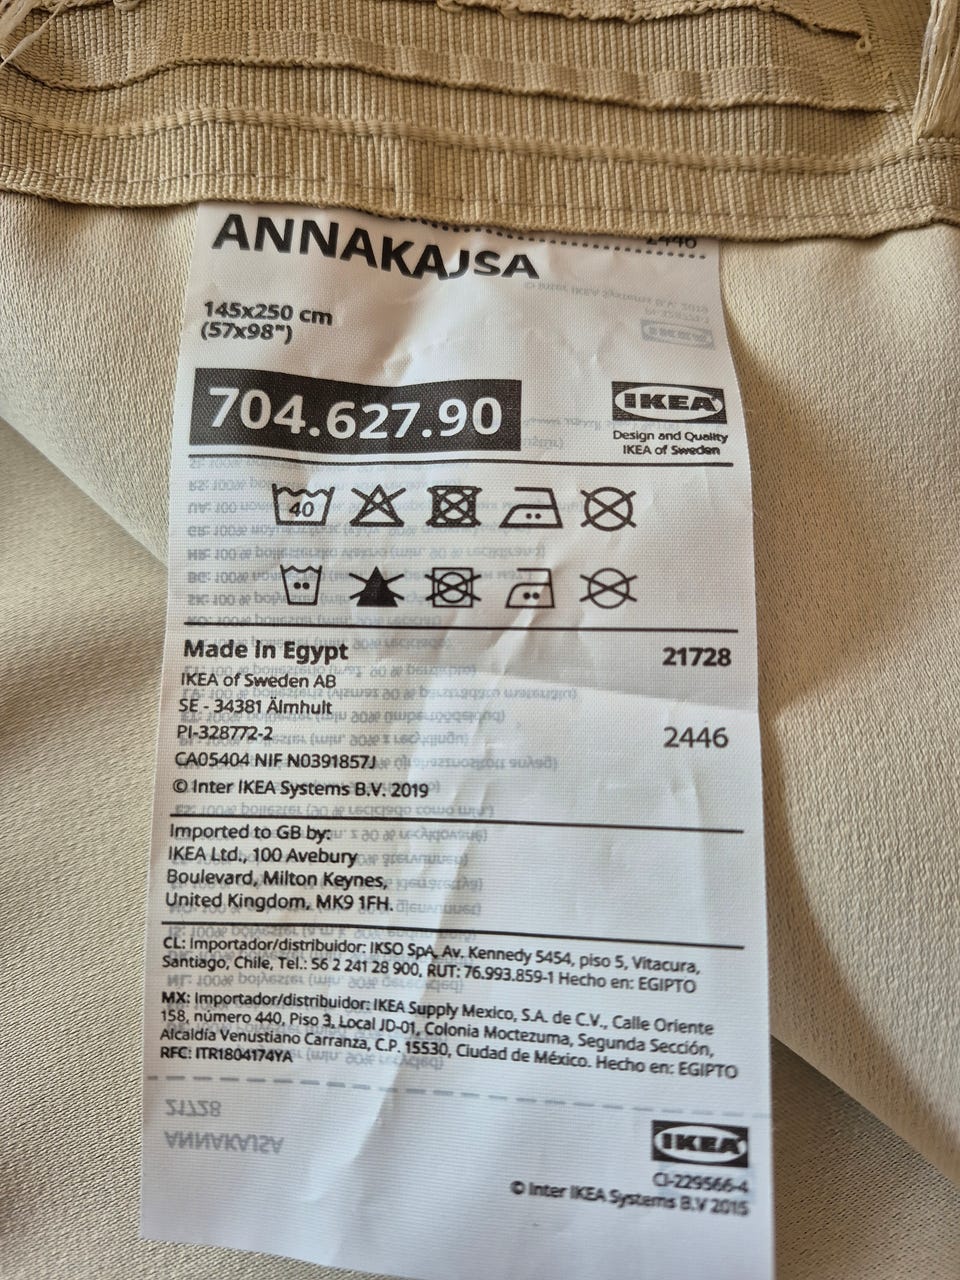 ANNAKAJSA
2446
145x250 cm
(57x98")
704.627.90
IKEA
Design and Quality
IKEA of Sweden
40
Made in Egypt
21728
IKEA of Sweden AB
SE - 34381 Älmhult
PI-328772-2
2446
CA05404 NIF N0391857J
© Inter IKEA Systems B.V. 2019
Imported to GB by:
IKEA Ltd., 100 Avebury
Boulevard, Milton Keynes,
United Kingdom, MK9 1FH.
CL: Importador/distribuidor: IKSO SpA, Av. Kennedy 5454, piso 5, Vitacura,
Santiago, Chile, Tel.: 56 2 241 28 900, RUT: 76.993.859-1 Hecho en: EGIPTO
MX: Importador/distribuidor: IKEA Supply Mexico, S.A. de C.V., Calle Oriente
158, número 440, Piso 3, Local JD-01, Colonia Moctezuma, Segunda Sección,
Alcaldía Venustiano Carranza, C.P. 15530, Ciudad de México. Hecho en: EGIPTO
RFC: ITR1804174YA
21728
ANNAKAJSA
IKEA
CI-229566-4
© Inter IKEA Systems B.V 2015